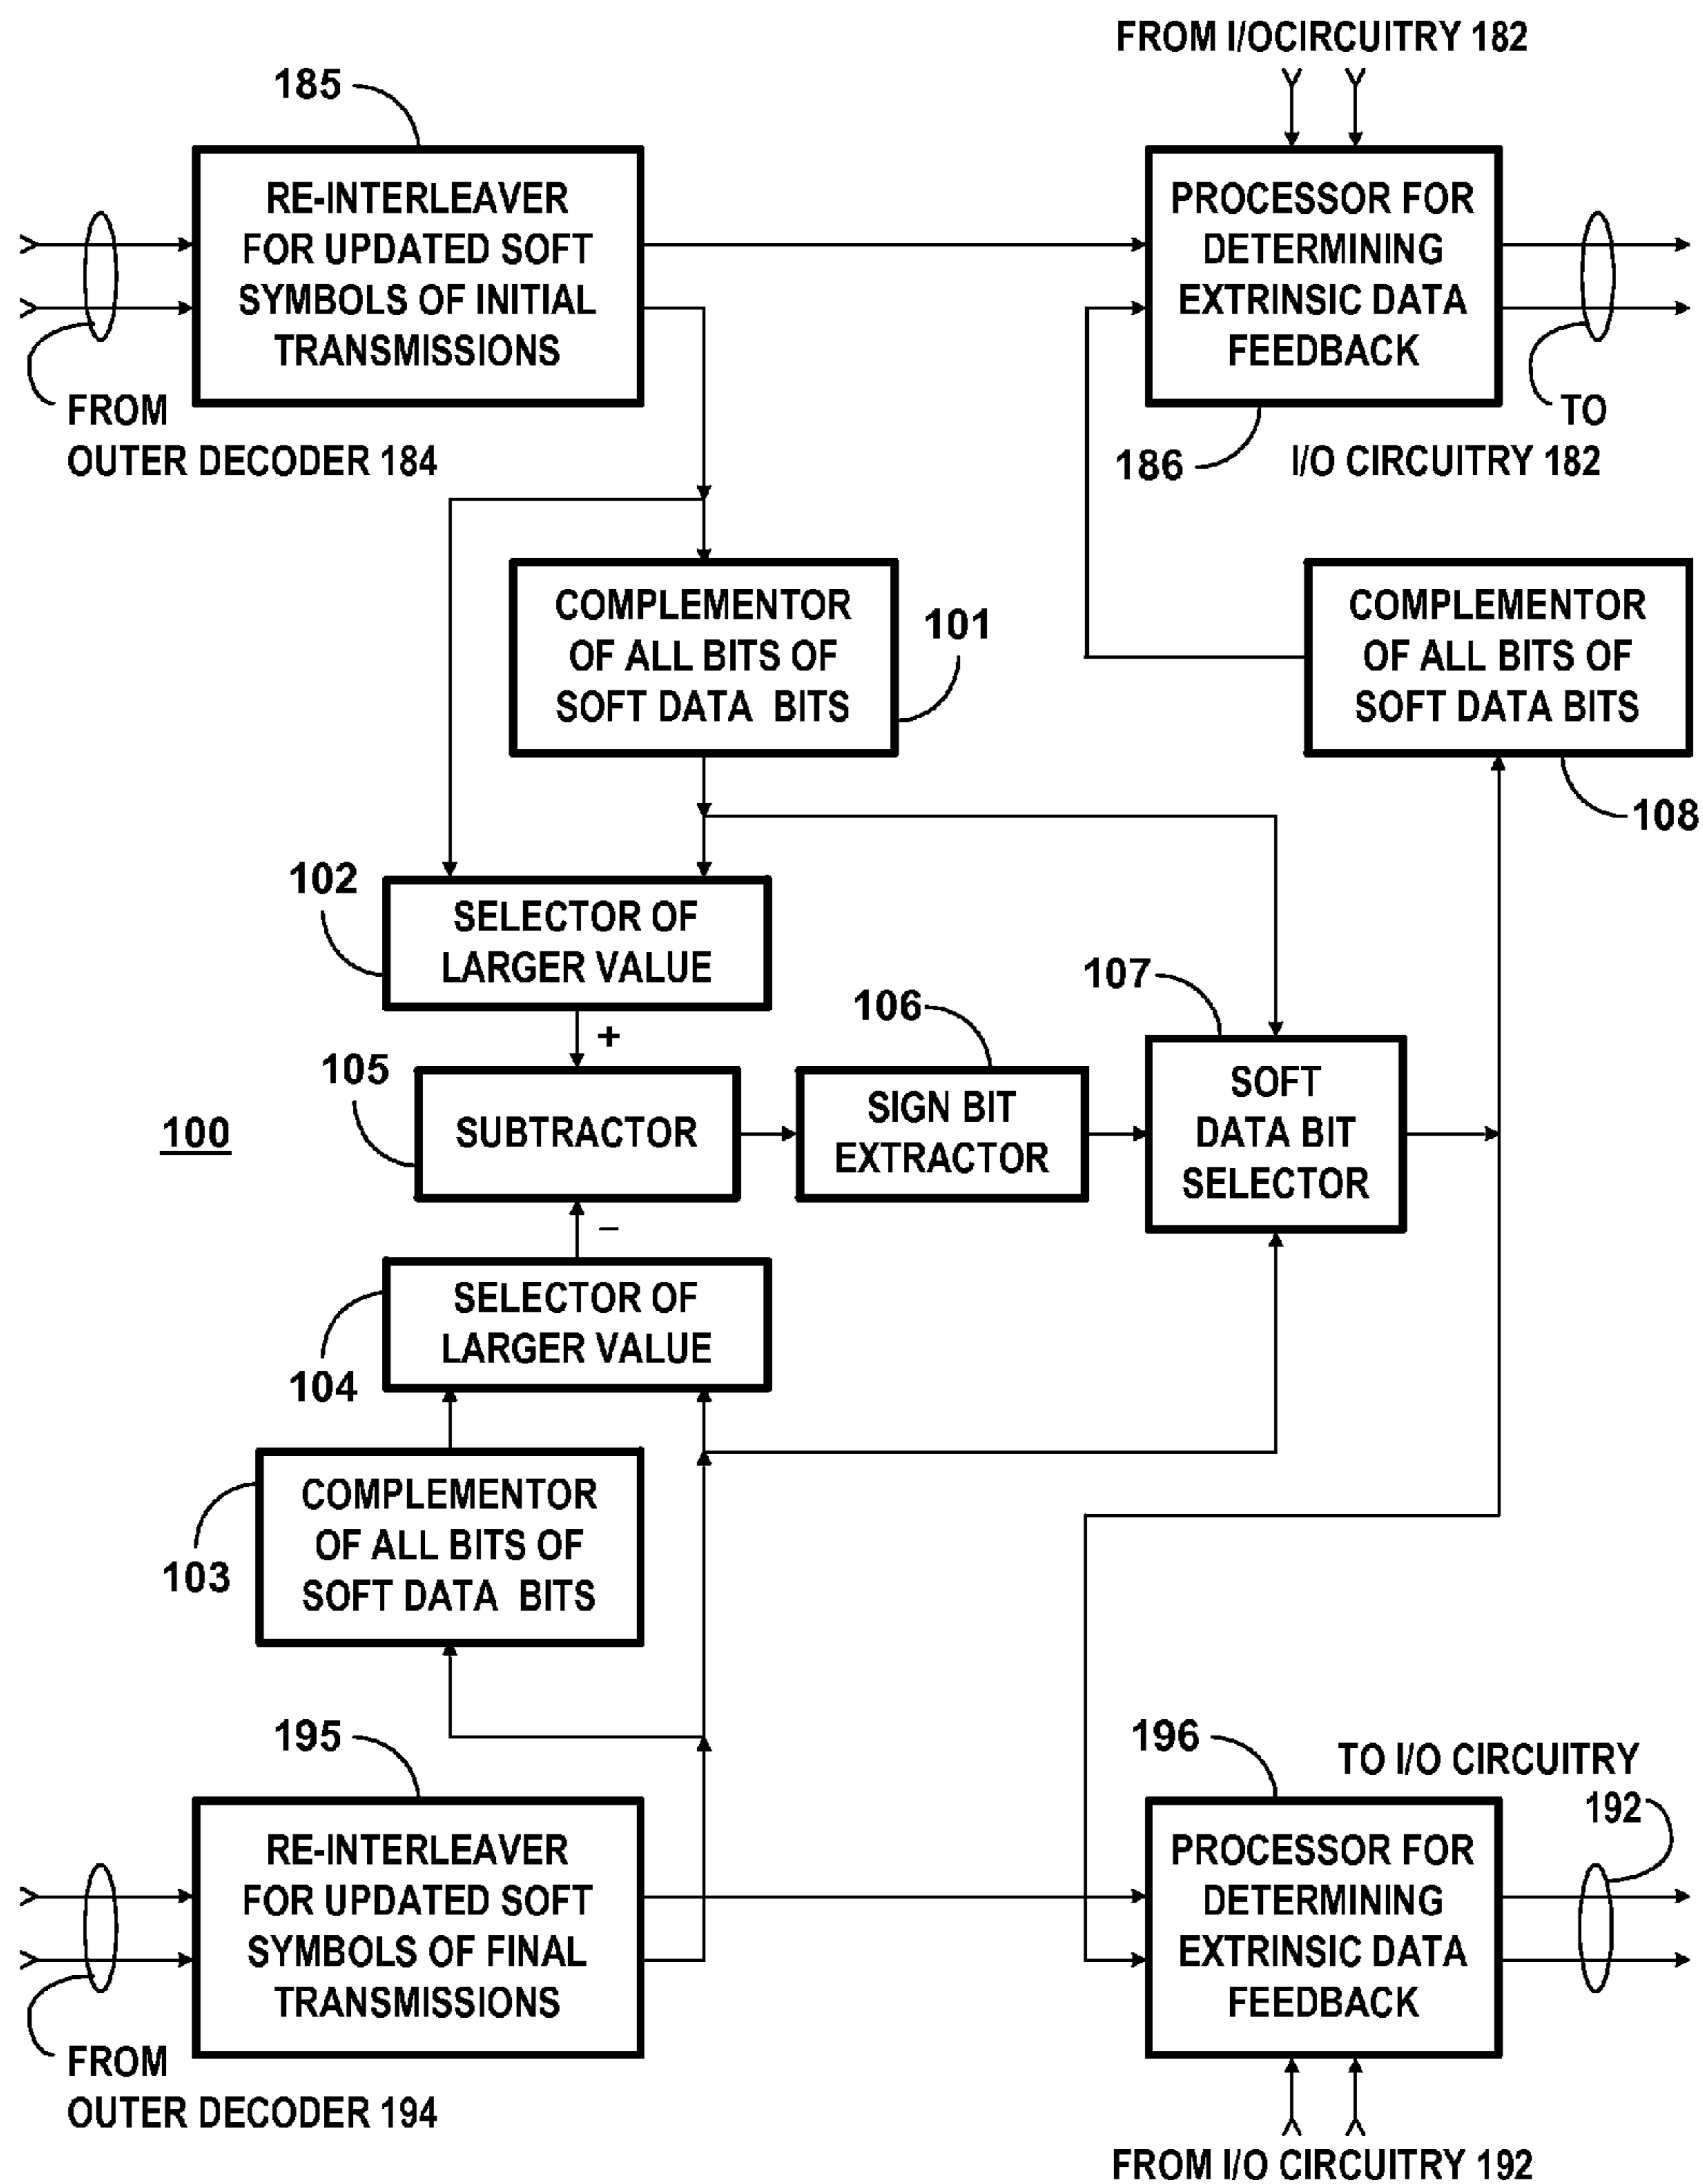 FROM I/OCIRCUITRY 182
185
RE-INTERLEAVER
FOR UPDATED SOFT
SYMBOLS OF INITIAL
TRANSMISSIONS
PROCESSOR FOR
DETERMINING
EXTRINSIC DATA
FEEDBACK
FROM
OUTER DECODER 184
186
TO
I/O CIRCUITRY 182
COMPLEMENTOR
OF ALL BITS OF
SOFT DATA BITS
101
COMPLEMENTOR
OF ALL BITS OF
SOFT DATA BITS
108
102
SELECTOR OF
LARGER VALUE
+
107
106
105
SUBTRACTOR
SIGN BIT
EXTRACTOR
SOFT
DATA BIT
SELECTOR
100
–
SELECTOR OF
LARGER VALUE
104
COMPLEMENTOR
OF ALL BITS OF
SOFT DATA BITS
103
195
196
TO I/O CIRCUITRY
192
RE-INTERLEAVER
FOR UPDATED SOFT
SYMBOLS OF FINAL
TRANSMISSIONS
PROCESSOR FOR
DETERMINING
EXTRINSIC DATA
FEEDBACK
FROM
OUTER DECODER 194
FROM I/O CIRCUITRY 192